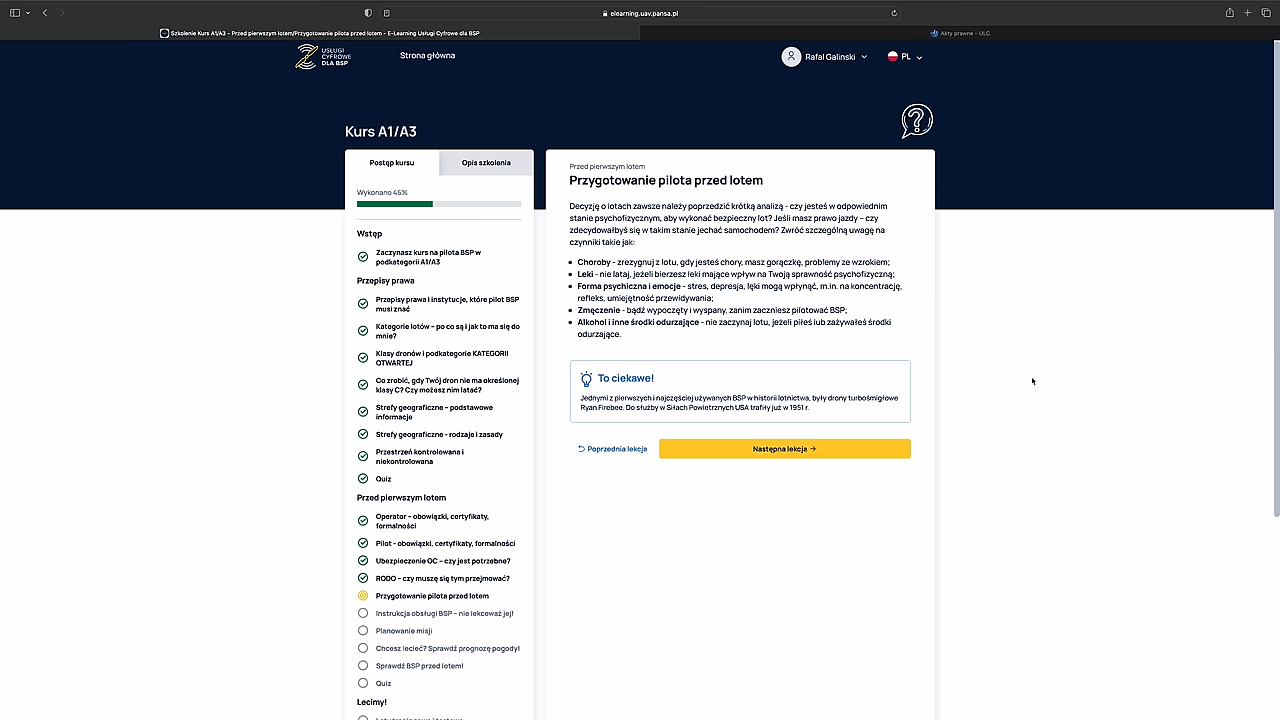 elearning.uav.pansa.pl
Szkolenie Kurs A1/A3 – Przed pierwszym lotem/Przygotowanie pilota przed lotem – E-Learning Usługi Cyfrowe dla BSP
Akty prawne – ULC
USŁUGI
CYFROWE
DLA BSP
Strona główna
Rafał Galinski
PL
Kurs A1/A3
Postęp kursu
Opis szkolenia
Wykonano 46%
Wstęp
Zaczynasz kurs na pilota BSP w
podkategorii A1/A3
Przepisy prawa
Przepisy prawa i instytucje, które pilot BSP
musi znać
Kategorie lotów – po co są i jak to ma się do
mnie?
Klasy dronów i podkategorie KATEGORII
OTWARTEJ
Co zrobić, gdy Twój dron nie ma określonej
klasy C? Czy możesz nim latać?
Strefy geograficzne – podstawowe
informacje
Strefy geograficzne - rodzaje i zasady
Przestrzeń kontrolowana i
niekontrolowana
Quiz
Przed pierwszym lotem
Operator – obowiązki, certyfikaty,
formalności
Pilot - obowiązki, certyfikaty, formalności
Ubezpieczenie OC – czy jest potrzebne?
RODO – czy muszę się tym przejmować?
Przygotowanie pilota przed lotem
Instrukcja obsługi BSP – nie lekceważ jej!
Planowanie misji
Chcesz lecieć? Sprawdź prognozę pogody!
Sprawdź BSP przed lotem!
Quiz
Lecimy!
Przed pierwszym lotem
Przygotowanie pilota przed lotem
Decyzję o lotach zawsze należy poprzedzić krótką analizą - czy jesteś w odpowiednim
stanie psychofizycznym, aby wykonać bezpieczny lot? Jeśli masz prawo jazdy – czy
zdecydowałbyś się w takim stanie jechać samochodem? Zwróć szczególną uwagę na
czynniki takie jak:
Choroby - zrezygnuj z lotu, gdy jesteś chory, masz gorączkę, problemy ze wzrokiem;
Leki - nie lataj, jeżeli bierzesz leki mające wpływ na Twoją sprawność psychofizyczną;
Forma psychiczna i emocje - stres, depresja, lęki mogą wpłynąć, m.in. na koncentrację,
refleks, umiejętność przewidywania;
Zmęczenie - bądź wypoczęty i wyspany, zanim zaczniesz pilotować BSP;
Alkohol i inne środki odurzające - nie zaczynaj lotu, jeżeli piłeś lub zażywałeś środki
odurzające.
To ciekawe!
Jednymi z pierwszych i najczęściej używanych BSP w historii lotnictwa, były drony turbośmigłowe
Ryan Firebee. Do służby w Siłach Powietrznych USA trafiły już w 1951 r.
Poprzednia lekcja
Następna lekcja →